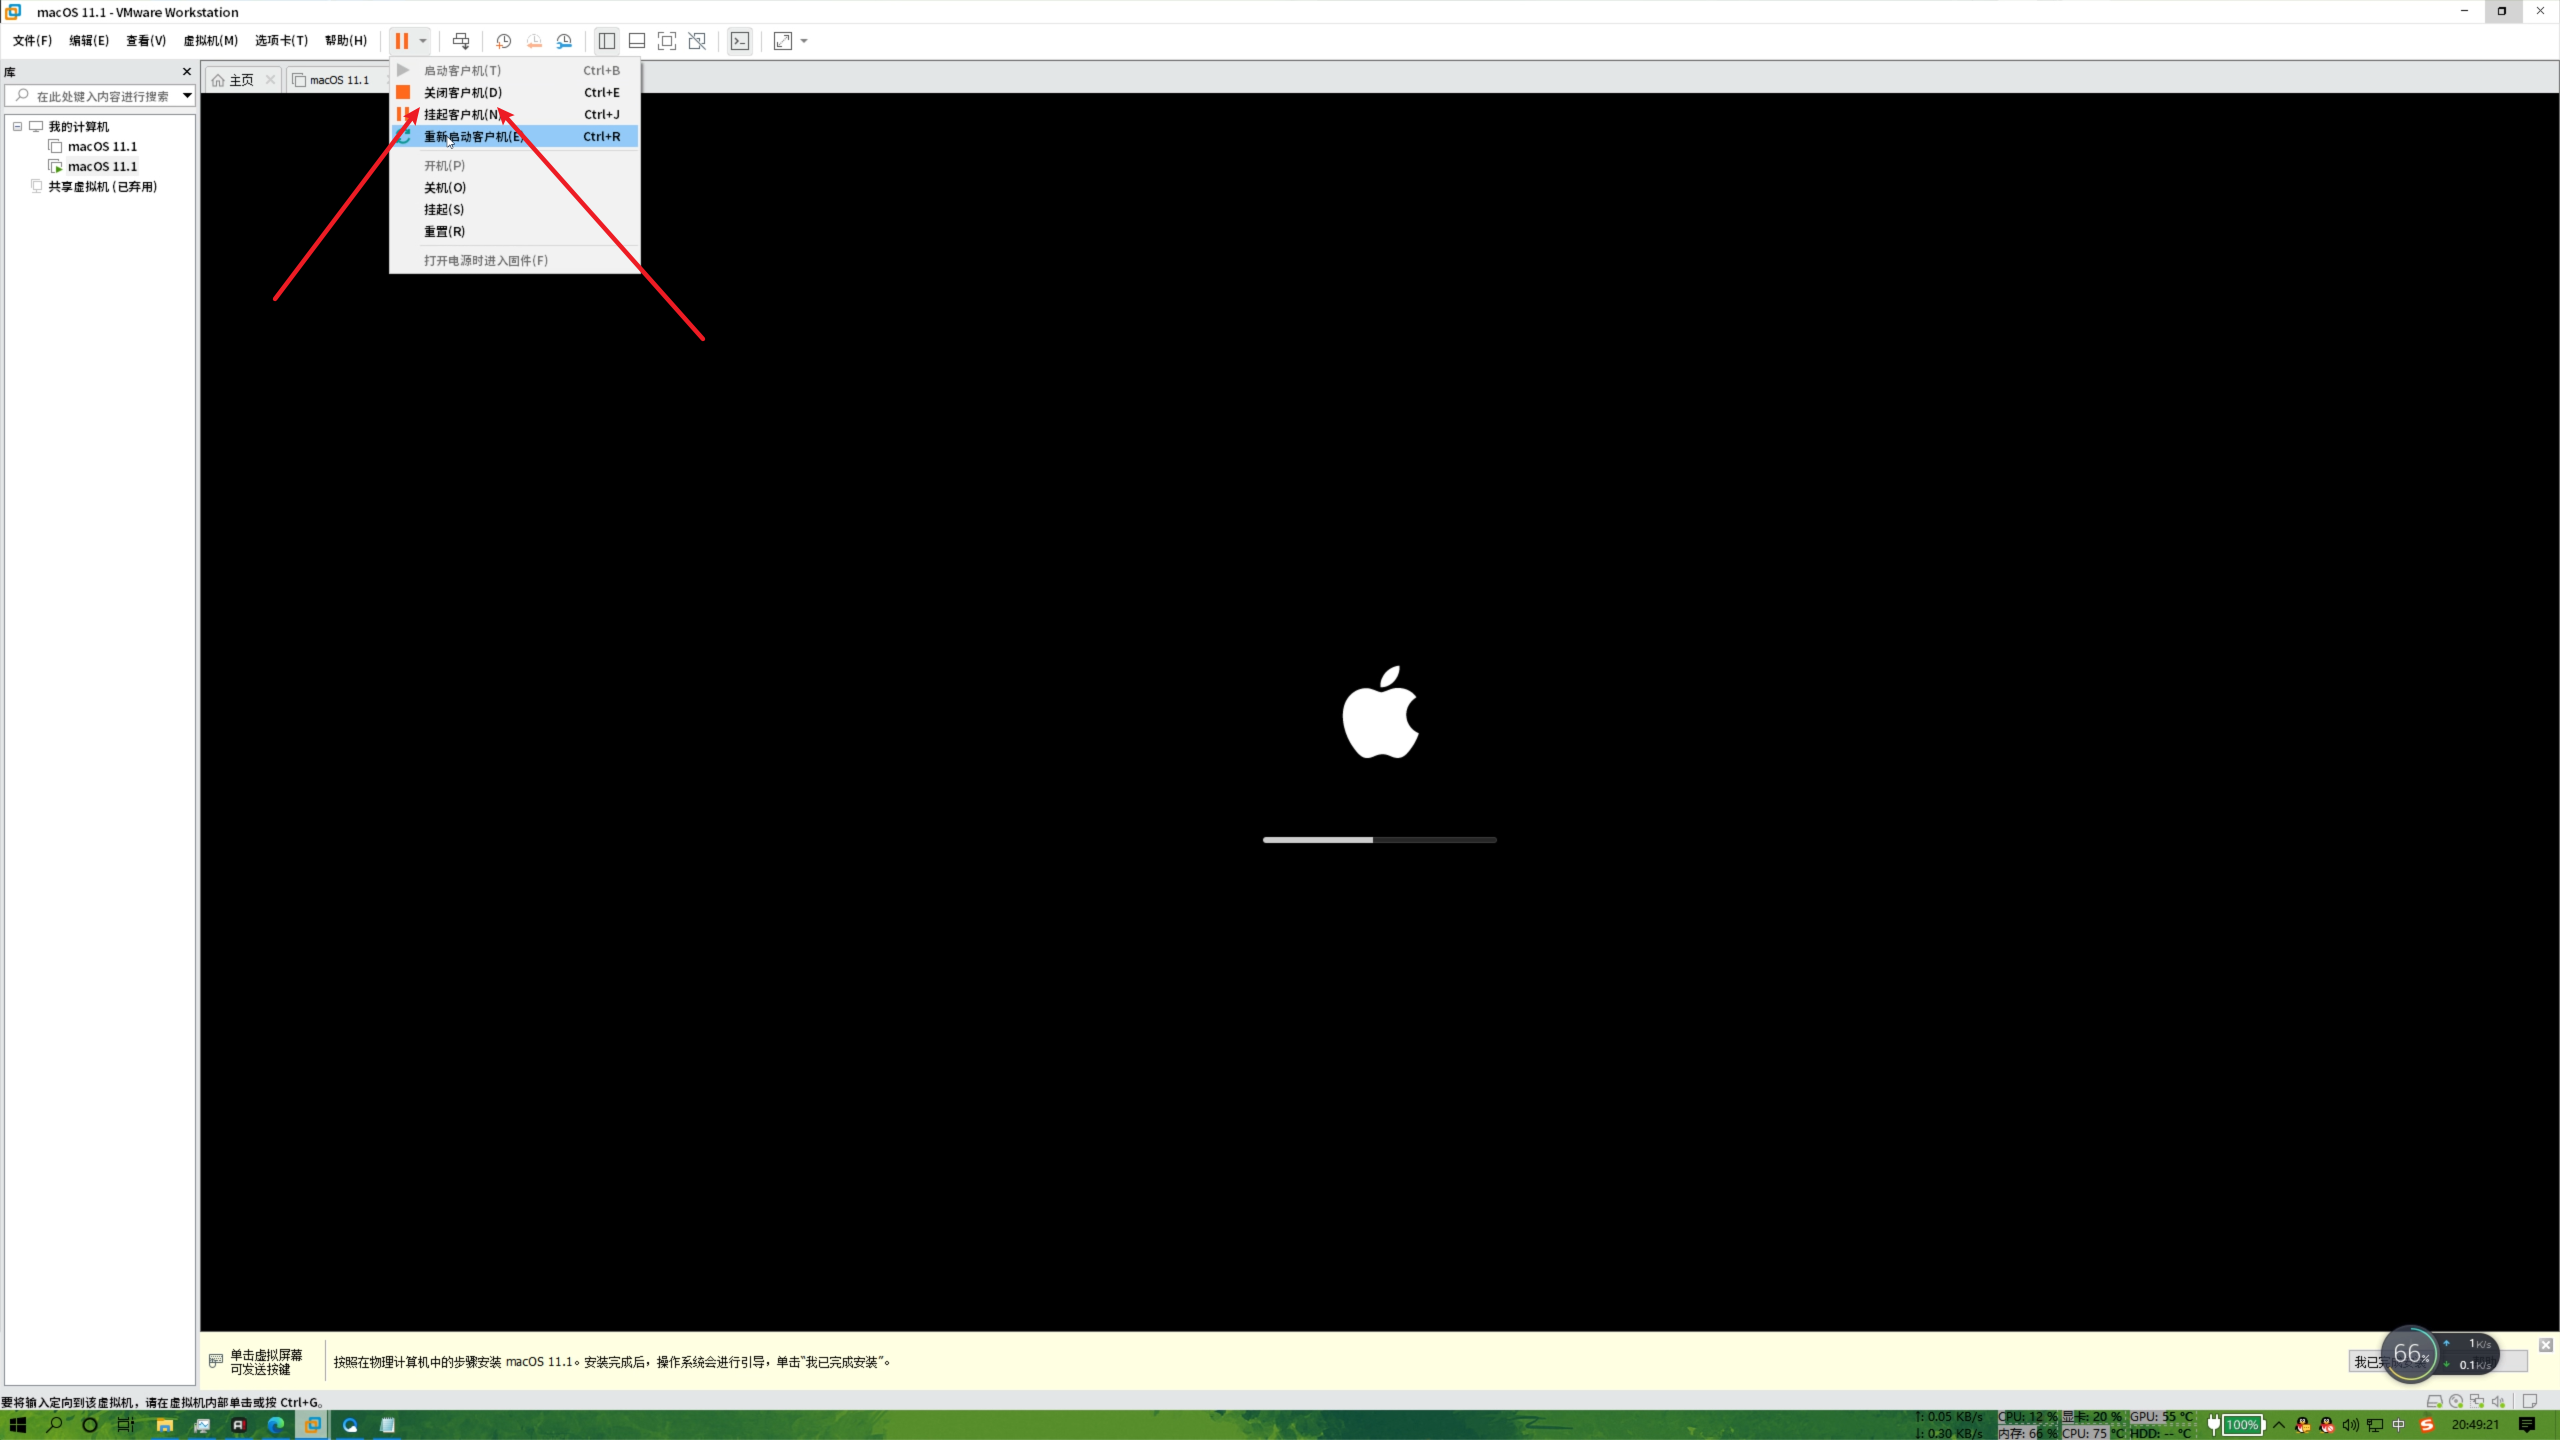 macOS 11.1 - VMware Workstation
文件(F) 编辑(E) 查看(V) 虚拟机(M) 选项卡(T) 帮助(H)
库
主页 macOS 11.1
在此处键入内容进行搜索
我的计算机
macOS 11.1
macOS 11.1
共享虚拟机 (已弃用)
启动客户机(T) Ctrl+B
关闭客户机(D) Ctrl+E
挂起客户机(N) Ctrl+J
重新启动客户机(E) Ctrl+R
开机(P)
关机(O)
挂起(S)
重置(R)
打开电源时进入固件(F)
单击虚拟屏幕
可发送按键
按照在物理计算机中的步骤安装 macOS 11.1。安装完成后，操作系统会进行引导，单击“我已完成安装”。
我已
66%
1K/s
0.1K/s
要将输入定向到该虚拟机，请在虚拟机内部单击或按 Ctrl+G。
↑: 0.05 KB/s CPU: 12 % 显卡: 20 % GPU: 55 °C
↓: 0.30 KB/s 内存: 66 % CPU: 75 °C HDD: -- °C
100%
中
20:49:21